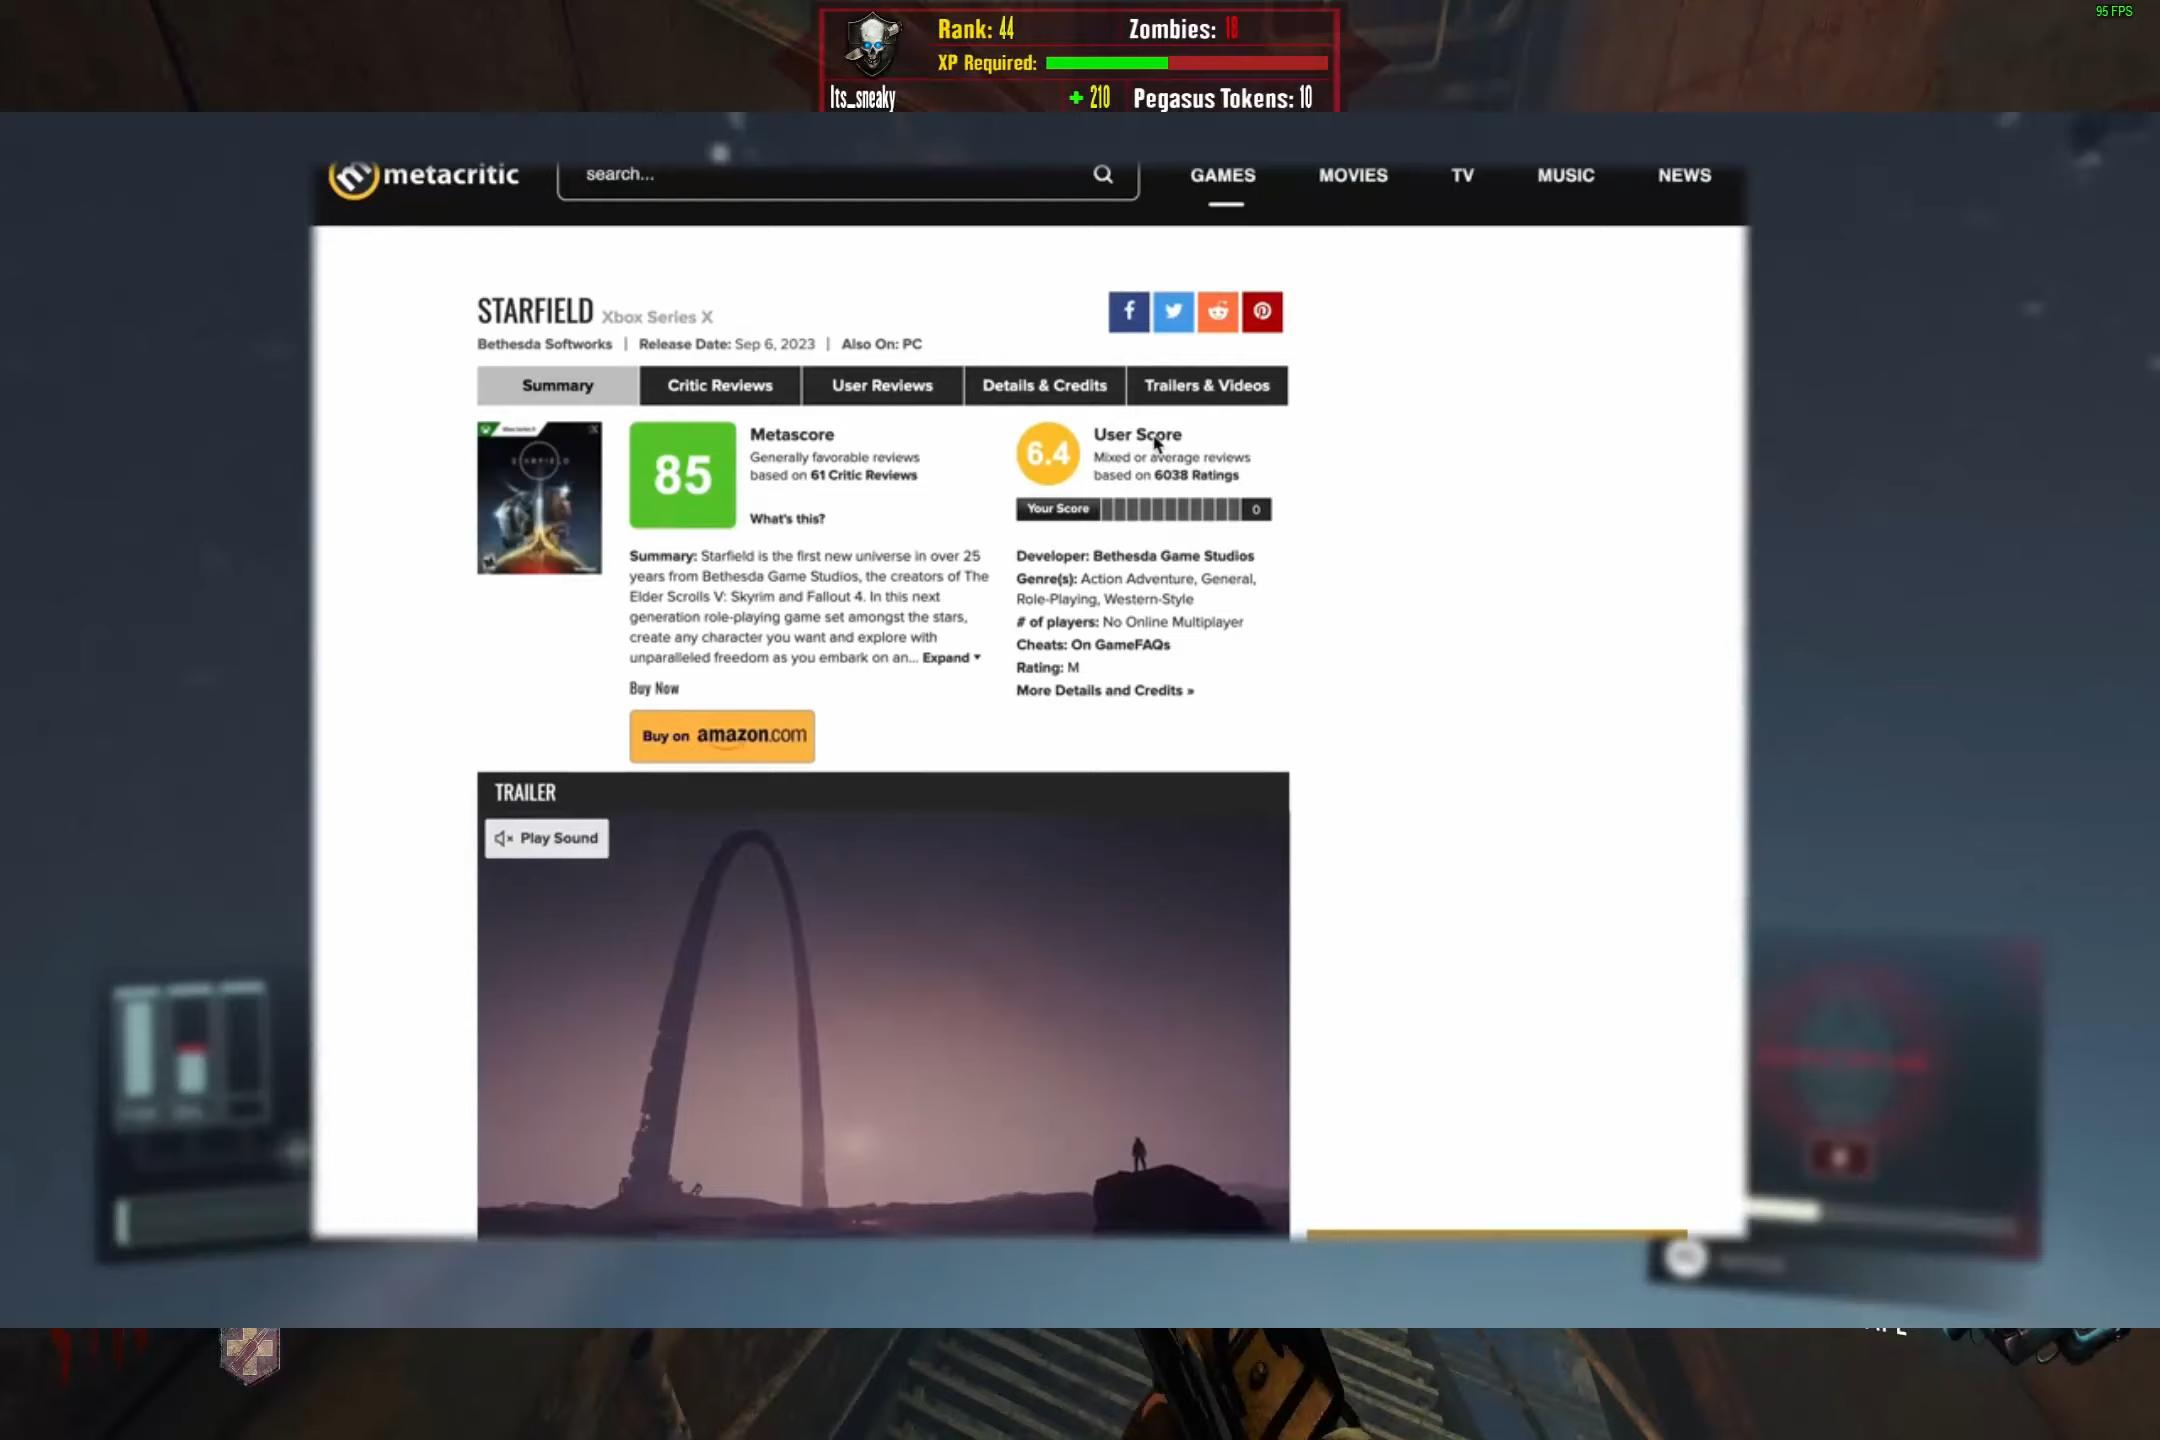 95 FPS
Rank: 44 Zombies: 18
XP Required:
Its_sneaky + 210 Pegasus Tokens: 10
metacritic search... GAMES MOVIES TV MUSIC NEWS
STARFIELD Xbox Series X
Bethesda Softworks | Release Date: Sep 6, 2023 | Also On: PC
Summary Critic Reviews User Reviews Details & Credits Trailers & Videos
STARFIELD
85
Metascore
Generally favorable reviews
based on 61 Critic Reviews
What's this?
6.4
User Score
Mixed or average reviews
based on 6038 Ratings
Your Score 0
Summary: Starfield is the first new universe in over 25
years from Bethesda Game Studios, the creators of The
Elder Scrolls V: Skyrim and Fallout 4. In this next
generation role-playing game set amongst the stars,
create any character you want and explore with
unparalleled freedom as you embark on an... Expand
Buy Now
Buy on amazon.com
Developer: Bethesda Game Studios
Genre(s): Action Adventure, General,
Role-Playing, Western-Style
# of players: No Online Multiplayer
Cheats: On GameFAQs
Rating: M
More Details and Credits »
TRAILER
Play Sound